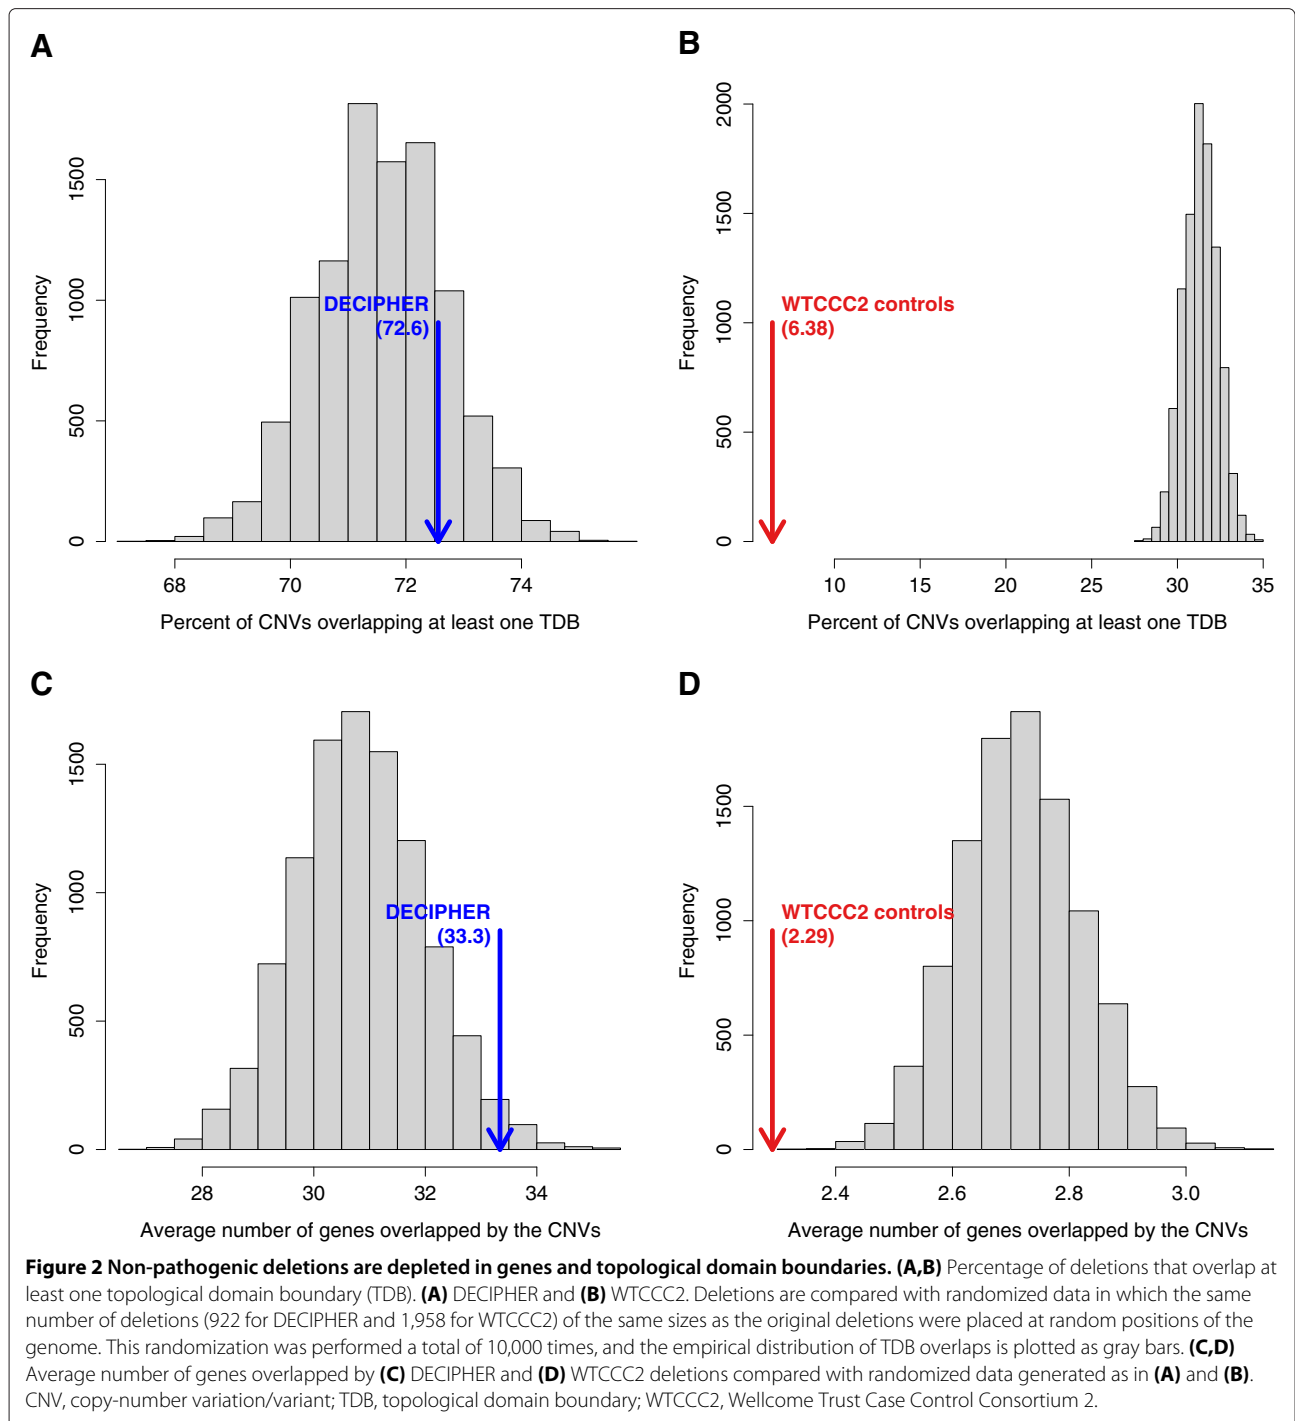 A
Frequency
0
500
1000
1500
DECIPHER
(72.6)
68 70 72 74
Percent of CNVs overlapping at least one TDB
B
Frequency
0
500
1000
1500
2000
WTCCC2 controls
(6.38)
10 15 20 25 30 35
Percent of CNVs overlapping at least one TDB
C
Frequency
0
500
1000
1500
DECIPHER
(33.3)
28 30 32 34
Average number of genes overlapped by the CNVs
D
Frequency
0
500
1000
1500
WTCCC2 controls
(2.29)
2.4 2.6 2.8 3.0
Average number of genes overlapped by the CNVs
Figure 2 Non-pathogenic deletions are depleted in genes and topological domain boundaries. (A,B) Percentage of deletions that overlap at
least one topological domain boundary (TDB). (A) DECIPHER and (B) WTCCC2. Deletions are compared with randomized data in which the same
number of deletions (922 for DECIPHER and 1,958 for WTCCC2) of the same sizes as the original deletions were placed at random positions of the
genome. This randomization was performed a total of 10,000 times, and the empirical distribution of TDB overlaps is plotted as gray bars. (C,D)
Average number of genes overlapped by (C) DECIPHER and (D) WTCCC2 deletions compared with randomized data generated as in (A) and (B).
CNV, copy-number variation/variant; TDB, topological domain boundary; WTCCC2, Wellcome Trust Case Control Consortium 2.